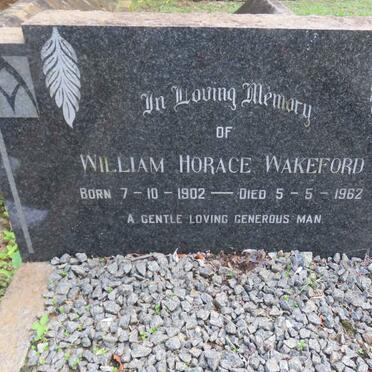 In Loving Memory
OF
WILLIAM HORACE WAKEFORD
BORN 7-10-1902 — DIED 5-5-1962
A GENTLE LOVING GENEROUS MAN